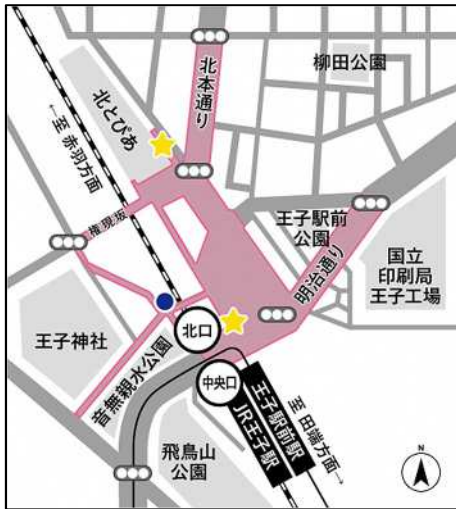 柳田公園
北本通り
北とぴあ
←至 赤羽方面
権現坂
王子駅前
公園
明治通り
国立
印刷局
王子工場
北口
王子神社
音無親水公園
中央口
王子駅前駅
JR王子駅
至 田端方面→
飛鳥山
公園
N